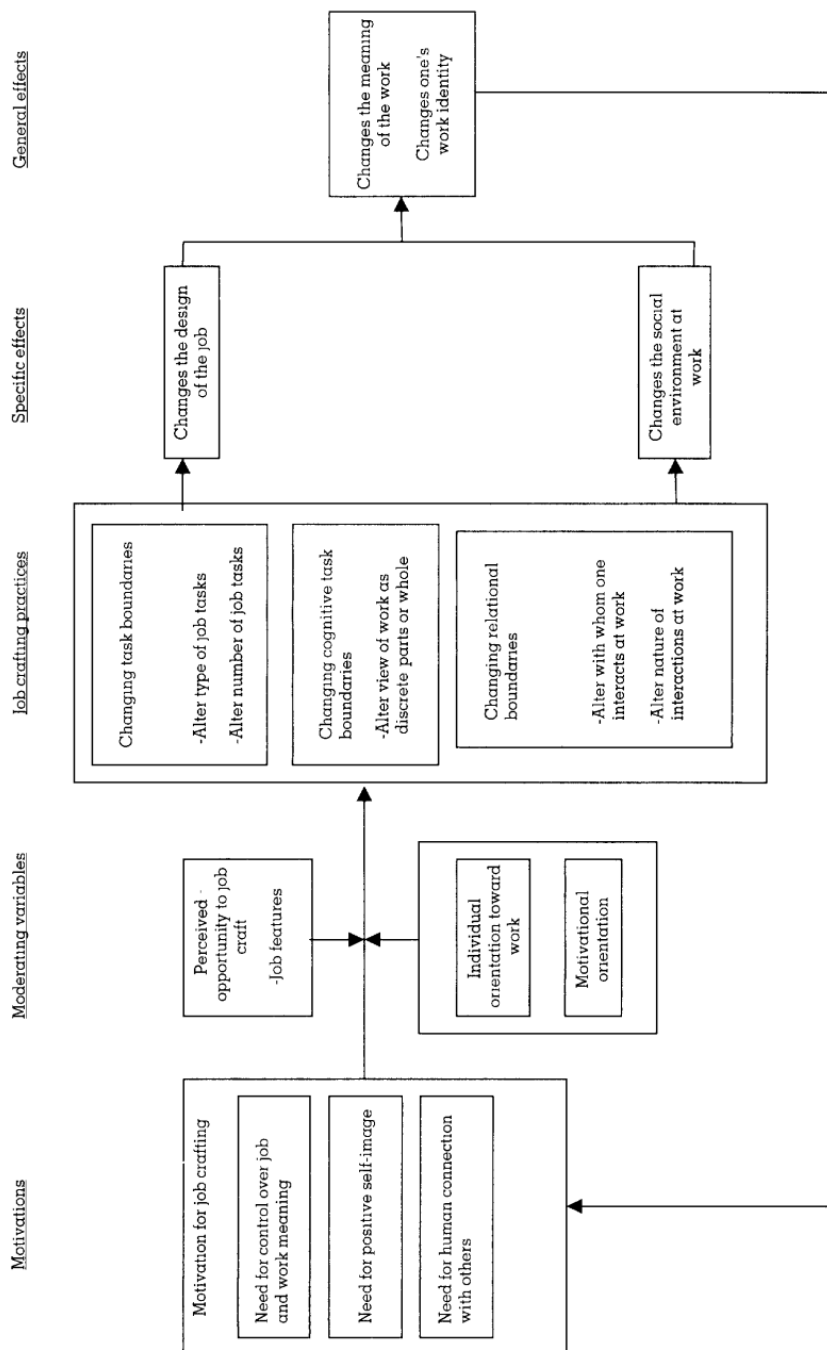 Motivations
Motivation for job crafting
Need for control over job
and work meaning
Need for positive self-image
Need for human connection
with others
Moderating variables
Perceived
opportunity to job
craft
-Job features
Individual
orientation toward
work
Motivational
orientation
Job crafting practices
Changing task boundaries
-Alter type of job tasks
-Alter number of job tasks
Changing cognitive task
boundaries
-Alter view of work as
discrete parts or whole
Changing relational
boundaries
-Alter with whom one
interacts at work
-Alter nature of
interactions at work
Specific effects
Changes the design
of the job
Changes the social
environment at
work
General effects
Changes the meaning
of the work
Changes one's
work identity